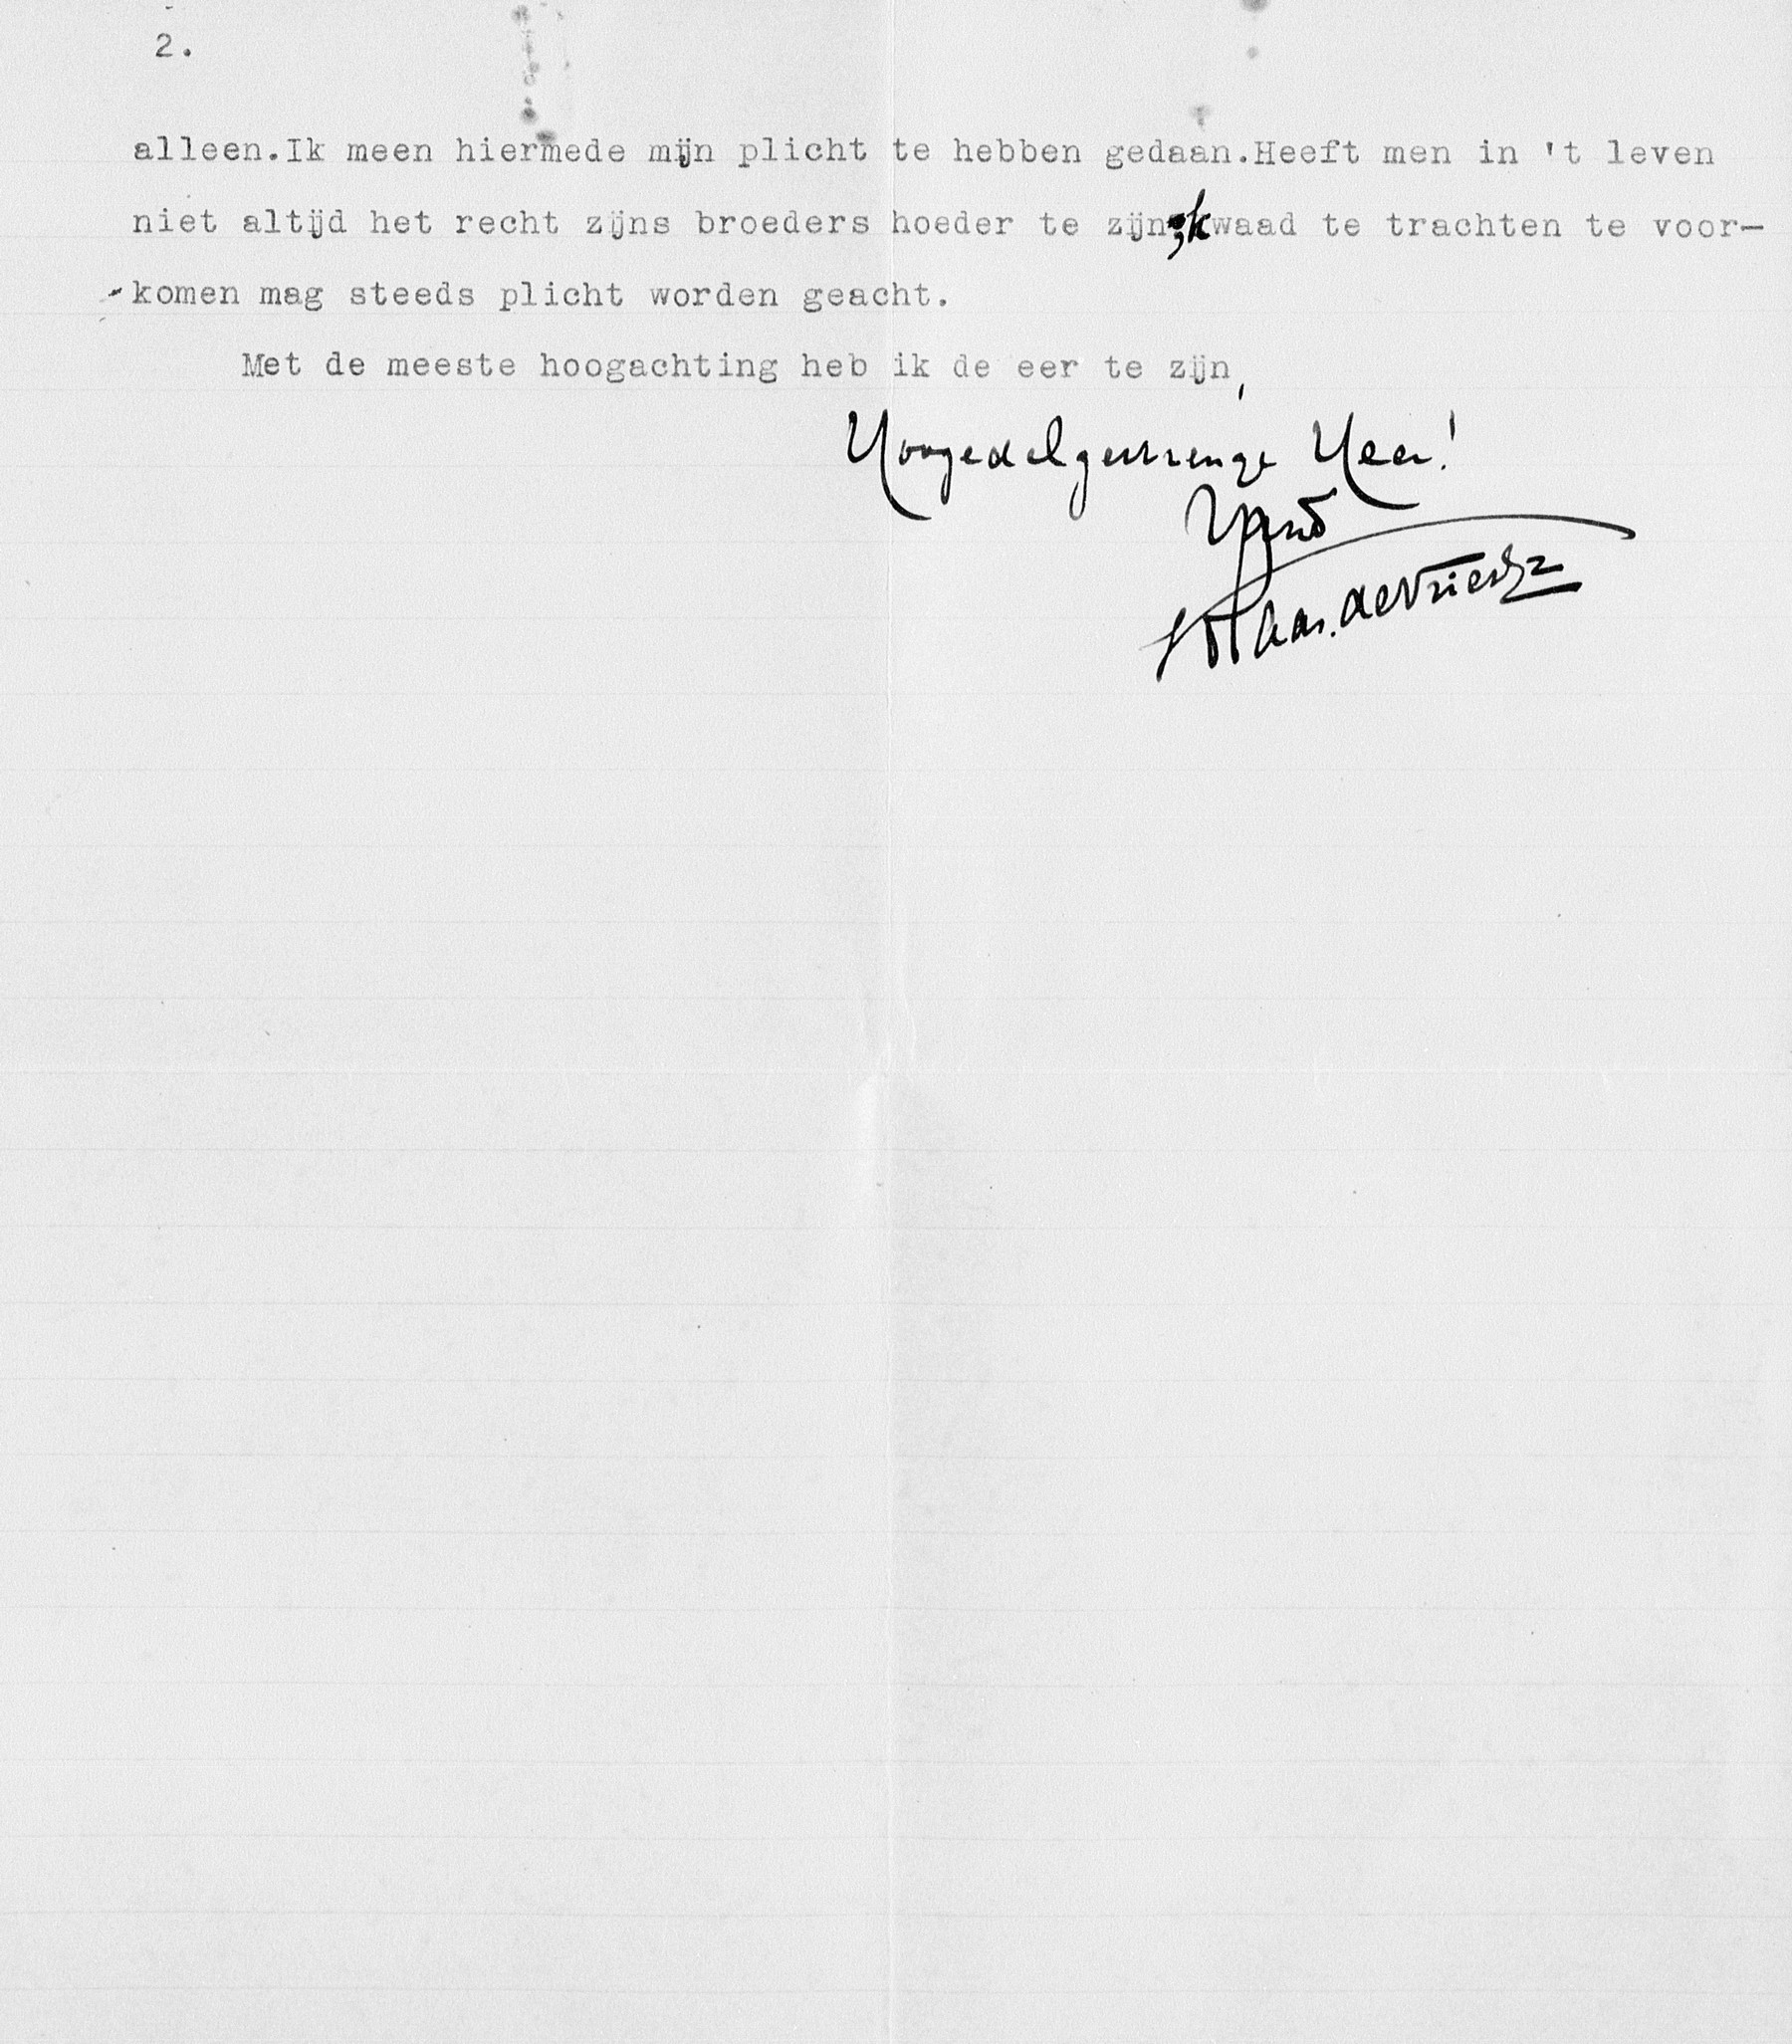 2.
alleen.Ik meen hiermede mijn plicht te hebben gedaan.Heeft men in 't leven
niet altijd het recht zijns broeders hoeder te zijn;kwaad te trachten te voor-
-komen mag steeds plicht worden geacht.
Met de meeste hoogachting heb ik de eer te zijn,
Hoogedelgestrenge Heer!
de Vries